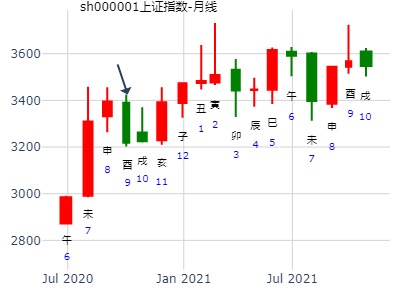 sh000001上证指数-月线
3600
3400
3200
3000
2800
午
6
未
7
申
8
酉
9
戌
10
亥
11
子
12
丑
1
寅
2
卯
3
辰
4
巳
5
午
6
未
7
申
8
酉
9
戌
10
Jul 2020
Jan 2021
Jul 2021